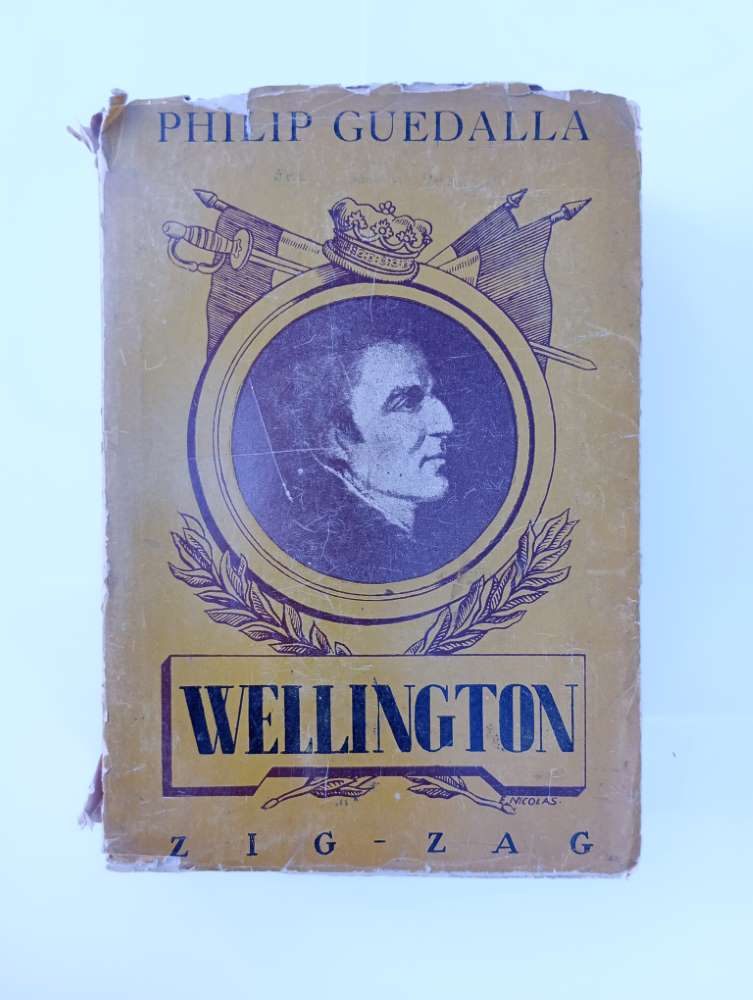 PHILIP GUEDALLA
WELLINGTON
E. NICOLAS.
ZIG-ZAG